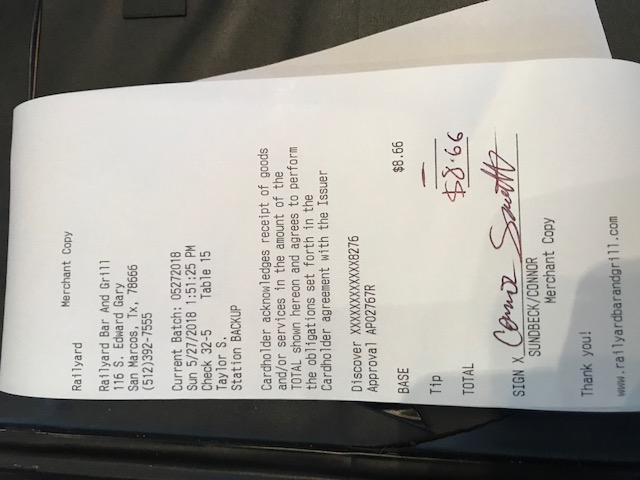 Merchant Copy
Railyard
Railyard Bar And Grill
116 S. Edward Gary
San Marcos, Tx, 78666
(512)392-7555
Current Batch: 05272018
Sun 5/27/2018 1:51:25 PM
Check 32-5 Table 15
Taylor S.
Station BACKUP
Cardholder acknowledges receipt of goods
and/or services in the amount of the
TOTAL shown hereon and agrees to perform
the obligations set forth in the
Cardholder agreement with the Issuer
Discover XXXXXXXXXXXX8276
Approval AP02767R
BASE $8.66
Tip —
TOTAL $8.66
SIGN X Connor
SUNDBECK/CONNOR
Merchant Copy
Thank you!
www.railyardbarandgrill.com